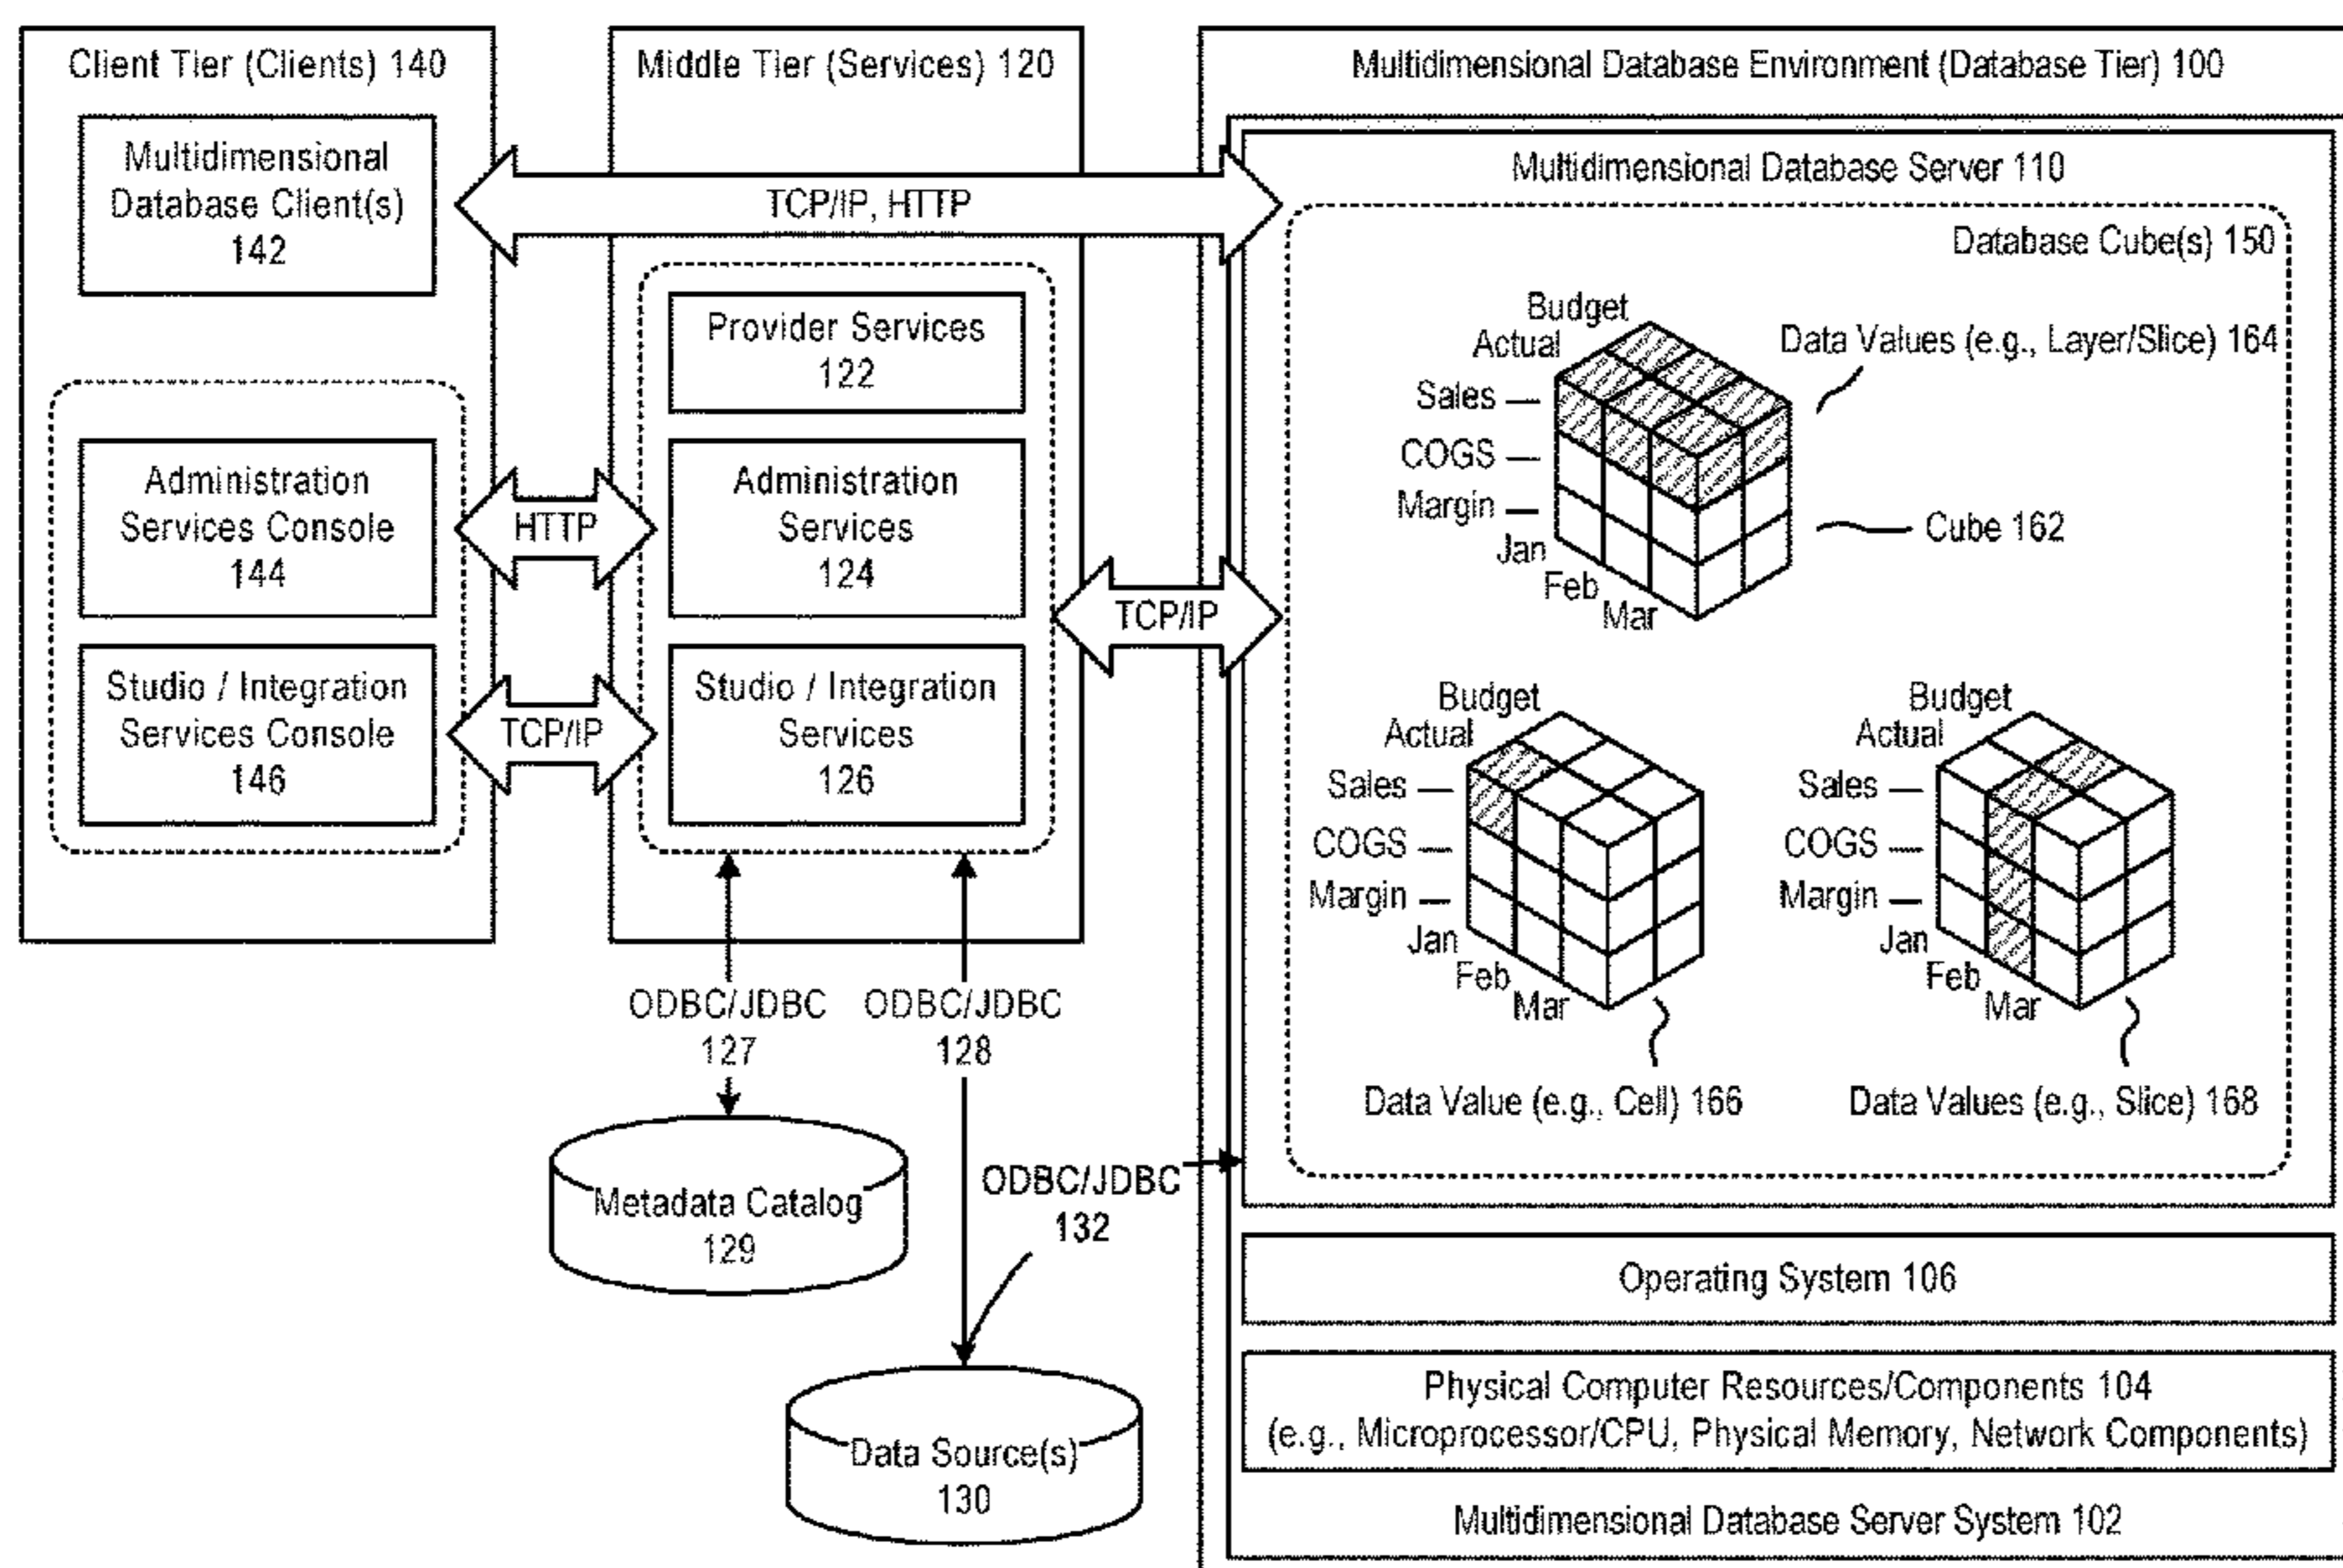 Client Tier (Clients) 140
Multidimensional
Database Client(s)
142
Administration
Services Console
144
Studio / Integration
Services Console
146
Middle Tier (Services) 120
TCP/IP, HTTP
Provider Services
122
HTTP
Administration
Services
124
TCP/IP
Studio / Integration
Services
126
TCP/IP
ODBC/JDBC
127
ODBC/JDBC
128
Metadata Catalog
129
ODBC/JDBC
132
Data Source(s)
130
Multidimensional Database Environment (Database Tier) 100
Multidimensional Database Server 110
Database Cube(s) 150
Budget
Actual
Sales
COGS
Margin
Jan
Feb
Mar
Data Values (e.g., Layer/Slice) 164
Cube 162
Budget
Actual
Sales
COGS
Margin
Jan
Feb
Mar
Data Value (e.g., Cell) 166
Budget
Actual
Sales
COGS
Margin
Jan
Feb
Mar
Data Values (e.g., Slice) 168
Operating System 106
Physical Computer Resources/Components 104
(e.g., Microprocessor/CPU, Physical Memory, Network Components)
Multidimensional Database Server System 102